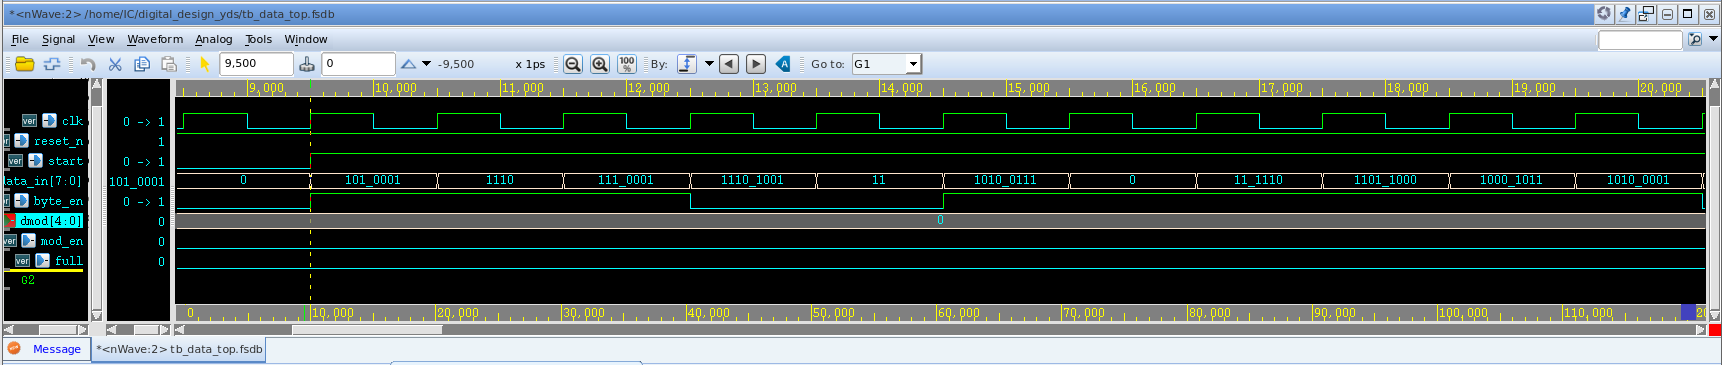 *<nWave:2> /home/IC/digital_design_yds/tb_data_top.fsdb
File Signal View Waveform Analog Tools Window
9,500 0 -9,500 x 1ps 100% By: Go to: G1
9,000 10,000 11,000 12,000 13,000 14,000 15,000 16,000 17,000 18,000 19,000 20,000
ver clk 0 -> 1
reset_n 1
ver start 0 -> 1
ata_in[7:0] 101_0001 0 101_0001 1110 111_0001 1110_1001 11 1010_0111 0 11_1110 1101_1000 1000_1011 1010_0001
ver byte_en 0 -> 1
dmod[4:0] 0 0
ver mod_en 0
ver full 0
G2
0 10,000 20,000 30,000 40,000 50,000 60,000 70,000 80,000 90,000 100,000 110,000 20
Message *<nWave:2> tb_data_top.fsdb